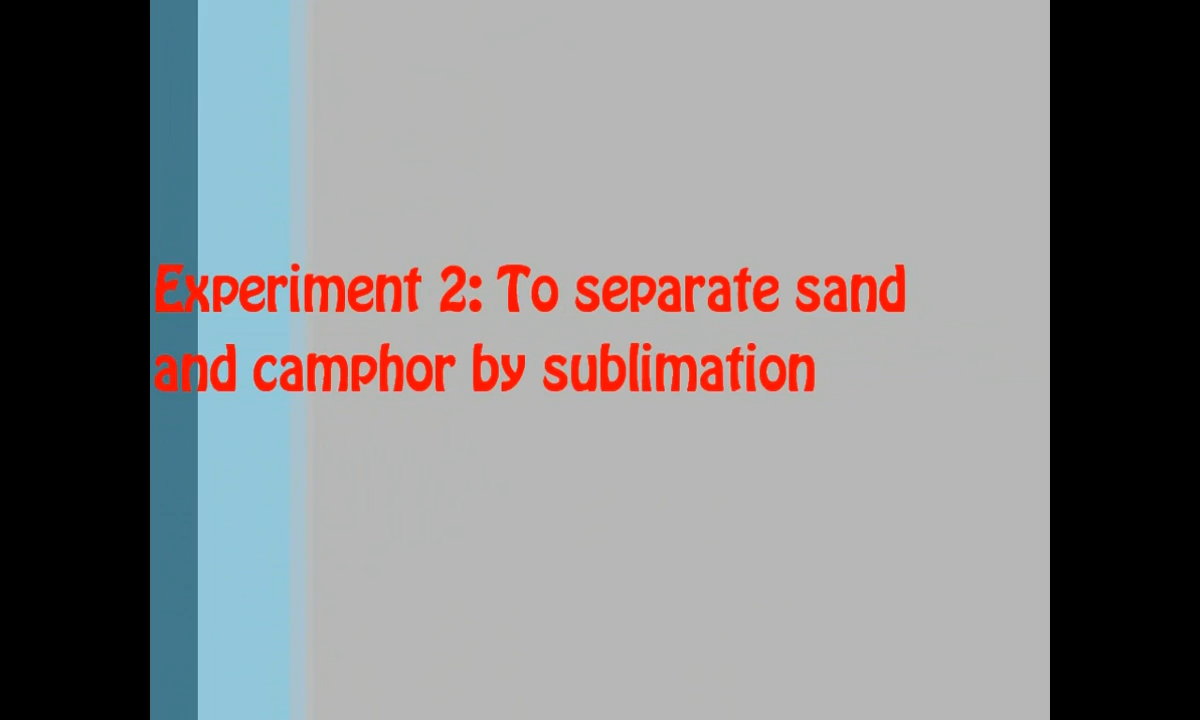 Experiment 2: To separate sand
and camphor by sublimation